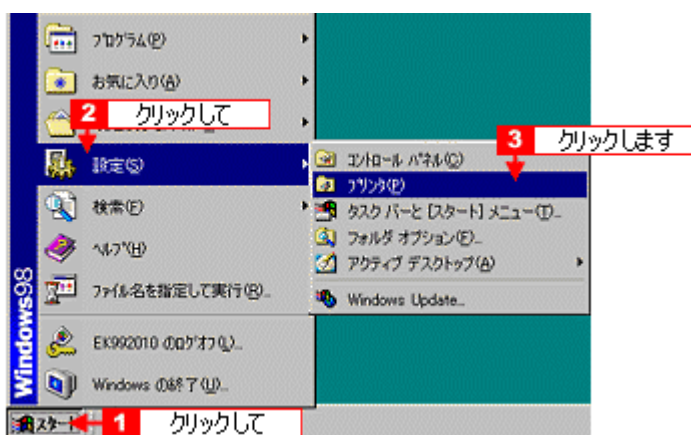 プログラム(P)
お気に入り(A)
2 クリックして
設定(S)
検索(F)
ヘルプ(H)
ファイル名を指定して実行(R)...
EK992010 のログオフ(L)...
Windows の終了(U)...
Windows98
スタート
1 クリックして
3 クリックします
コントロール パネル(C)
プリンタ(P)
タスク バーと [スタート] メニュー(T)...
フォルダ オプション(F)...
アクティブ デスクトップ(A)
Windows Update...